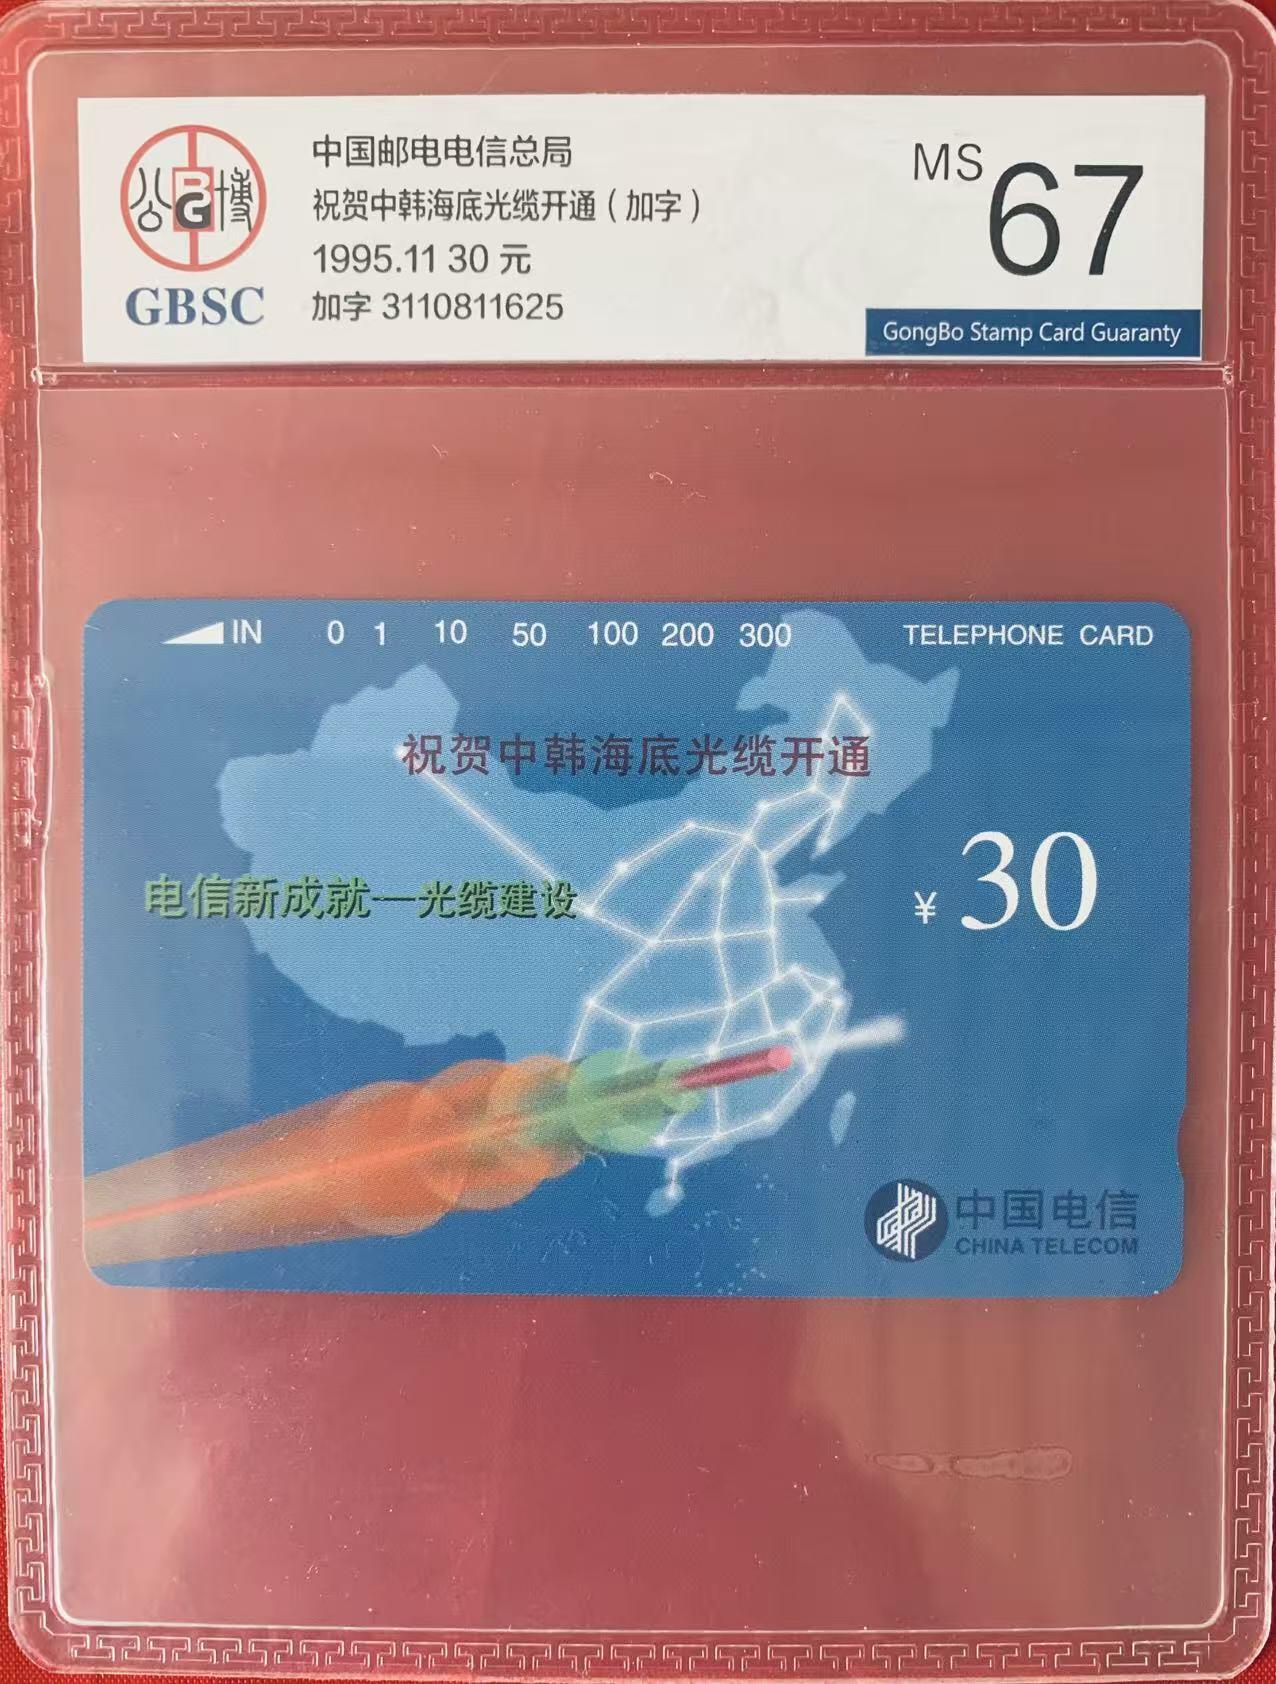 中国邮电电信总局
祝贺中韩海底光缆开通（加字）
1995.11 30 元
加字 3110811625
公 BG 博
GBSC
MS 67
GongBo Stamp Card Guaranty
IN 0 1 10 50 100 200 300 TELEPHONE CARD
祝贺中韩海底光缆开通
电信新成就—光缆建设
¥ 30
中国电信
CHINA TELECOM